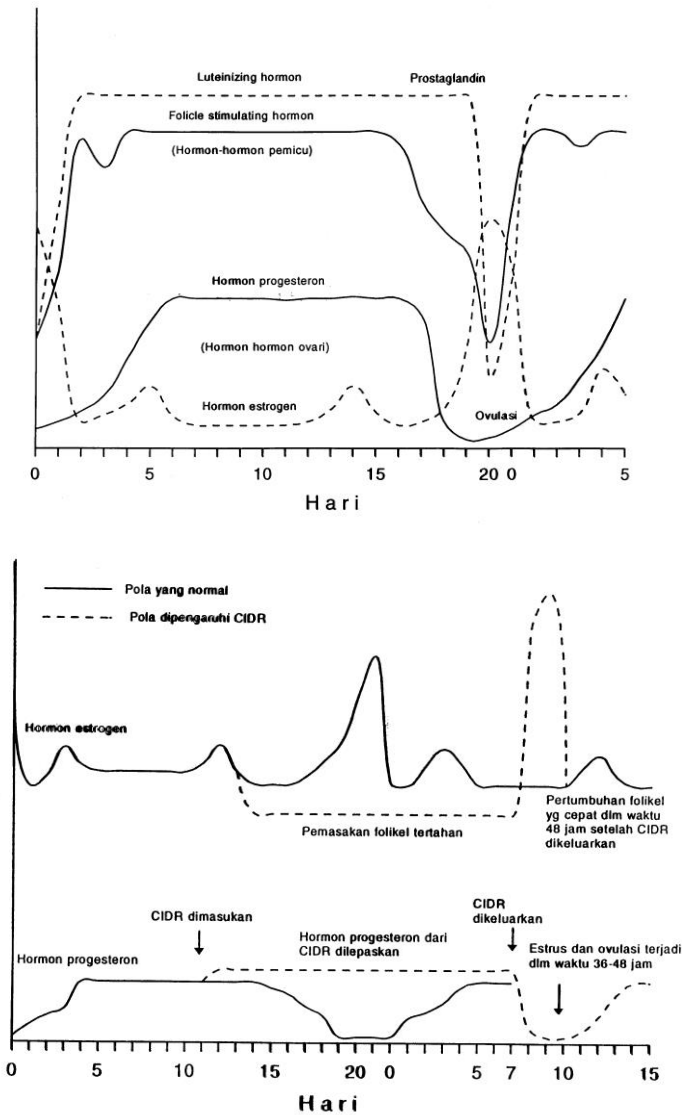 Luteinizing hormon
Prostaglandin
Folicle stimulating hormon
(Hormon-hormon pemicu)
Hormon progesteron
(Hormon hormon ovari)
Hormon estrogen
Ovulasi
0 5 10 15 20 0 5
Hari
Pola yang normal
Pola dipengaruhi CIDR
Hormon estrogen
Pemasakan folikel tertahan
Pertumbuhan folikel
yg cepat dlm waktu
48 jam setelah CIDR
dikeluarkan
CIDR dimasukan
CIDR
dikeluarkan
Hormon progesteron
Hormon progesteron dari
CIDR dilepaskan
Estrus dan ovulasi terjadi
dlm waktu 36-48 jam
0 5 10 15 20 0 5 7 10 15
Hari